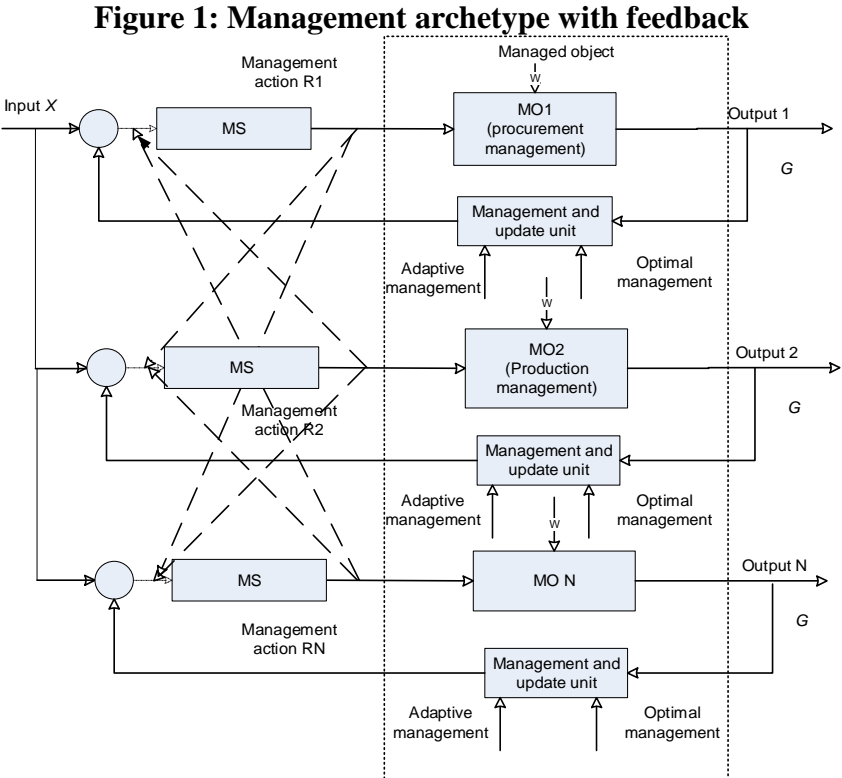 Figure 1: Management archetype with feedback
Managed object
Management
action R1
w
Input X
MS
MO1
(procurement
management)
Output 1
G
Management and
update unit
Adaptive
management
Optimal
management
w
MS
MO2
(Production
management)
Output 2
G
Management
action R2
Management and
update unit
Adaptive
management
Optimal
management
w
MS
MO N
Output N
G
Management
action RN
Management and
update unit
Adaptive
management
Optimal
management